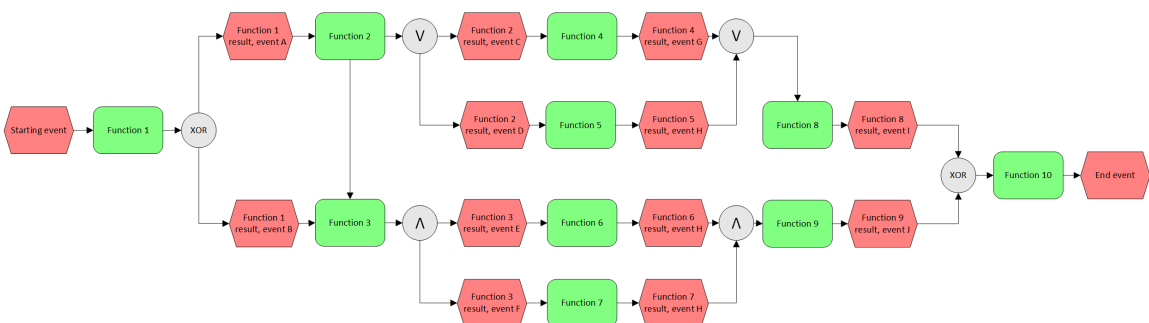 Function 1
result, event A
Function 2
V
Function 2
result, event C
Function 4
Function 4
result, event G
V
Starting event
Function 1
XOR
Function 2
result, event D
Function 5
Function 5
result, event H
Function 8
Function 8
result, event I
XOR
Function 10
End event
Function 1
result, event B
Function 3
Λ
Function 3
result, event E
Function 6
Function 6
result, event H
Λ
Function 9
Function 9
result, event J
Function 3
result, event F
Function 7
Function 7
result, event H